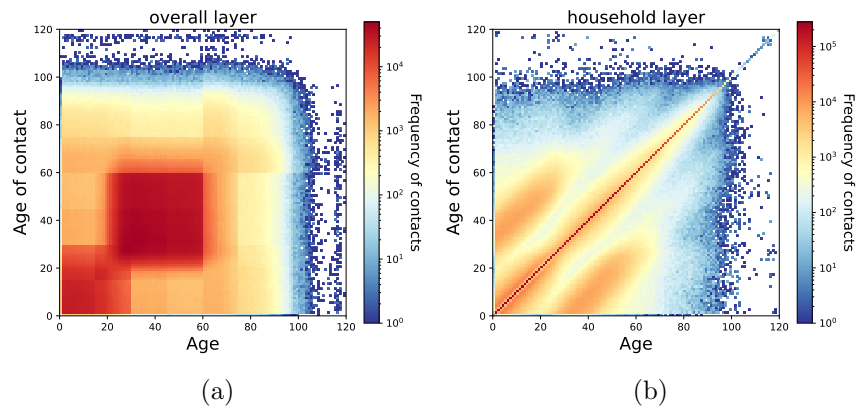 overall layer
120
100
80
60
40
20
0
Age of contact
0 20 40 60 80 100 120
Age
10^4
10^3
10^2
10^1
10^0
Frequency of contacts
(a)
household layer
120
100
80
60
40
20
0
Age of contact
0 20 40 60 80 100 120
Age
10^5
10^4
10^3
10^2
10^1
10^0
Frequency of contacts
(b)